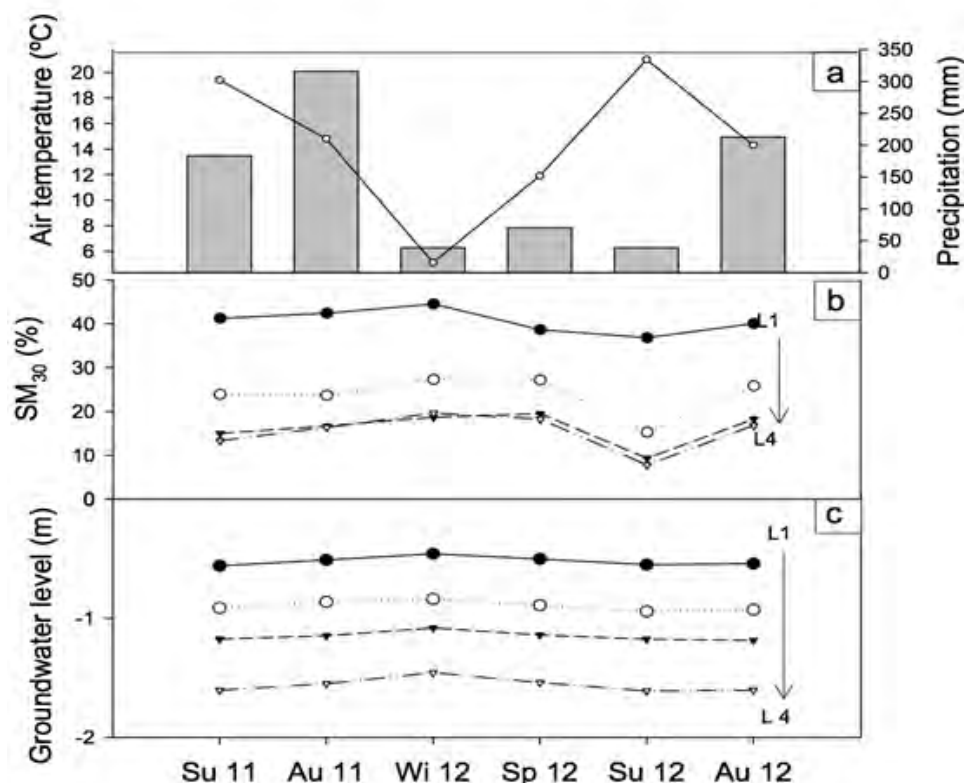 a
Air temperature (ºC)
20
18
16
14
12
10
8
6
Precipitation (mm)
350
300
250
200
150
100
50
0
b
SM30 (%)
50
40
30
20
10
0
L1
L4
c
Groundwater level (m)
-1
-2
L1
L 4
Su 11 Au 11 Wi 12 Sp 12 Su 12 Au 12